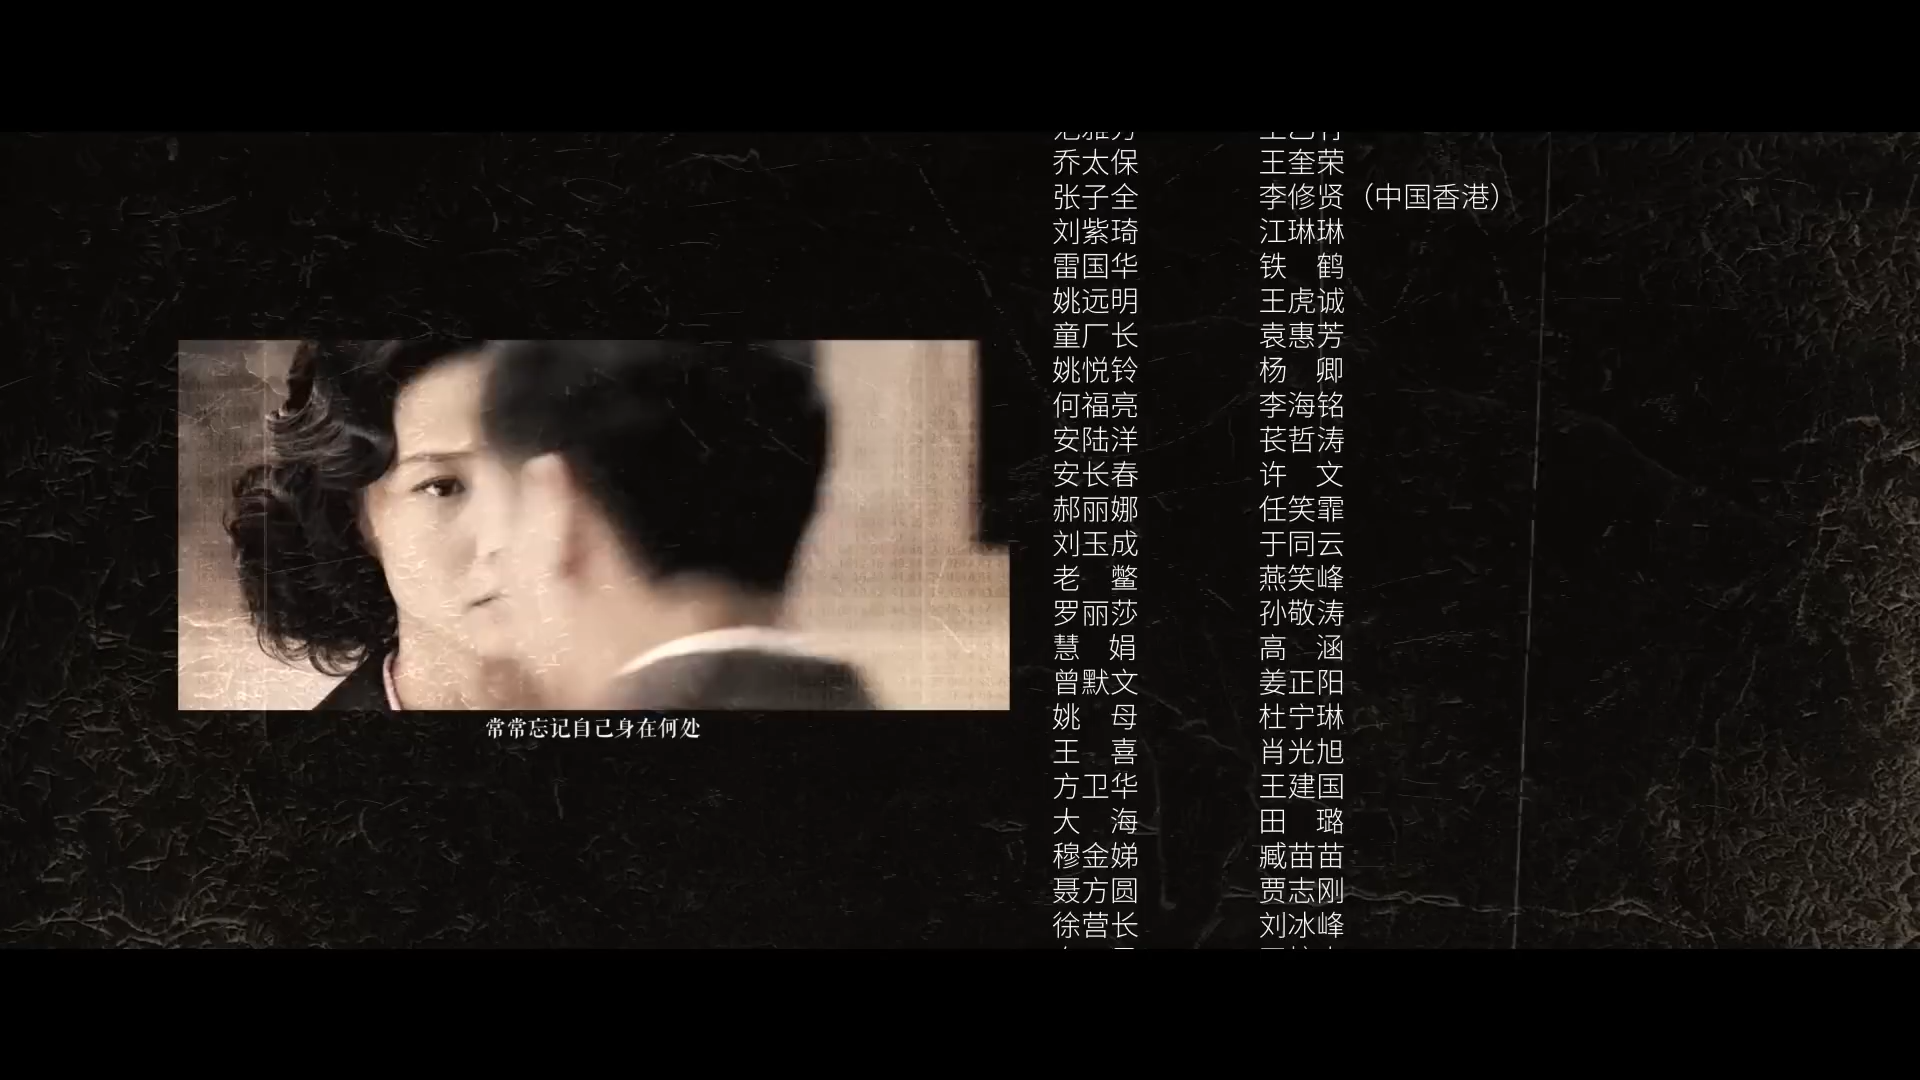 乔太保 王奎荣
张子全 李修贤（中国香港）
刘紫琦 江琳琳
雷国华 铁 鹤
姚远明 王虎诚
童厂长 袁惠芳
姚悦铃 杨 卿
何福亮 李海铭
安陆洋 苌哲涛
安长春 许 文
郝丽娜 任笑霏
刘玉成 于同云
老 鳖 燕笑峰
罗丽莎 孙敬涛
慧 娟 高 涵
曾默文 姜正阳
姚 母 杜宁琳
王 喜 肖光旭
方卫华 王建国
大 海 田 璐
穆金娣 臧苗苗
聂方圆 贾志刚
徐营长 刘冰峰
常常忘记自己身在何处